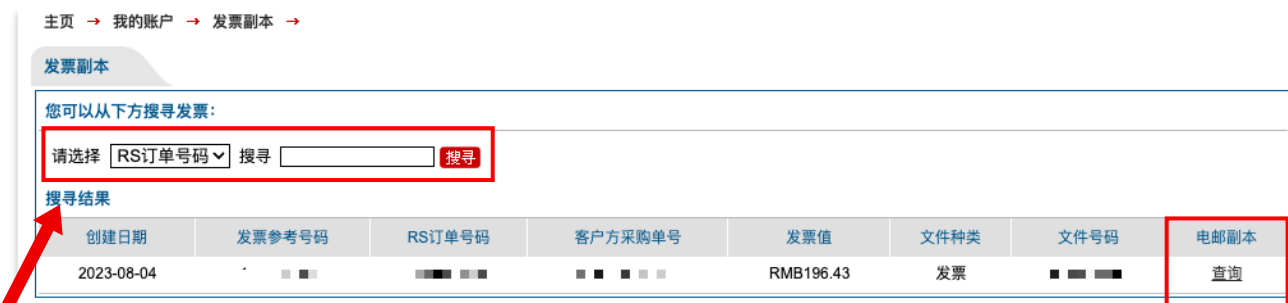 主页 → 我的账户 → 发票副本 →
发票副本
您可以从下方搜寻发票：
请选择 RS订单号码 搜寻 搜寻
搜寻结果
创建日期 发票参考号码 RS订单号码 客户方采购单号 发票值 文件种类 文件号码 电邮副本
2023-08-04 RMB196.43 发票 查询